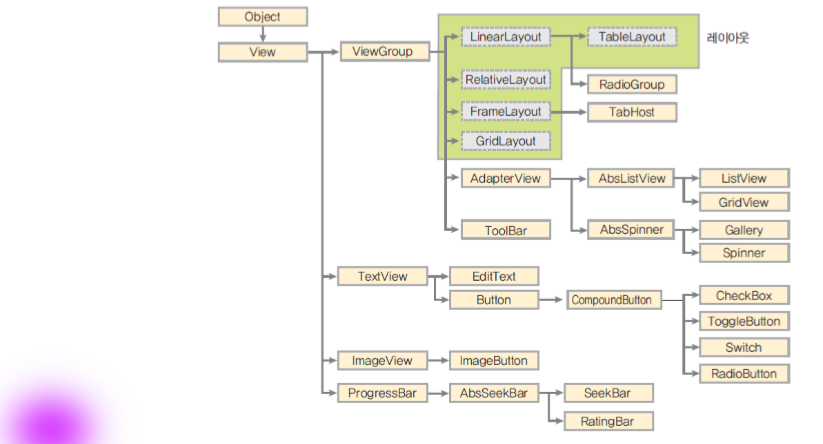 Object
View
ViewGroup
LinearLayout
TableLayout
레이아웃
RadioGroup
RelativeLayout
FrameLayout
TabHost
GridLayout
AdapterView
AbsListView
ListView
GridView
ToolBar
AbsSpinner
Gallery
Spinner
TextView
EditText
Button
CompoundButton
CheckBox
ToggleButton
Switch
RadioButton
ImageView
ImageButton
ProgressBar
AbsSeekBar
SeekBar
RatingBar